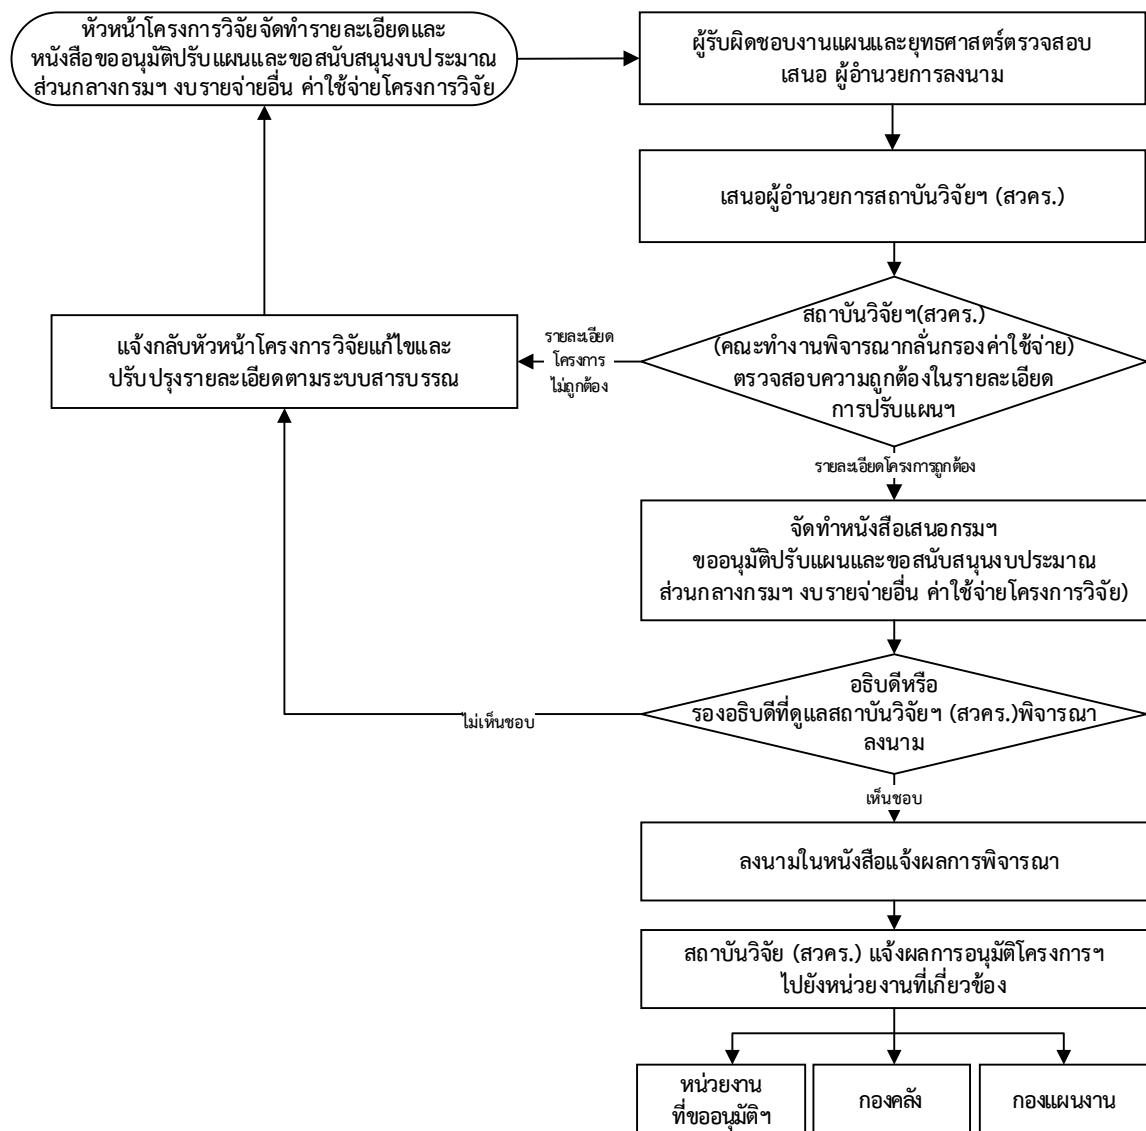 หัวหน้าโครงการวิจัยจัดทำรายละเอียดและ
หนังสือขออนุมัติปรับแผนและขอสนับสนุนงบประมาณ
ส่วนกลางกรมฯ งบรายจ่ายอื่น ค่าใช้จ่ายโครงการวิจัย
ผู้รับผิดชอบงานแผนและยุทธศาสตร์ตรวจสอบ
เสนอ ผู้อำนวยการลงนาม
เสนอผู้อำนวยการสถาบันวิจัยฯ (สวคร.)
สถาบันวิจัยฯ(สวคร.)
(คณะทำงานพิจารณากลั่นกรองค่าใช้จ่าย)
ตรวจสอบความถูกต้องในรายละเอียด
การปรับแผนฯ
รายละเอียด
โครงการ
ไม่ถูกต้อง
แจ้งกลับหัวหน้าโครงการวิจัยแก้ไขและ
ปรับปรุงรายละเอียดตามระบบสารบรรณ
รายละเอียดโครงการถูกต้อง
จัดทำหนังสือเสนอกรมฯ
ขออนุมัติปรับแผนและขอสนับสนุนงบประมาณ
ส่วนกลางกรมฯ งบรายจ่ายอื่น ค่าใช้จ่ายโครงการวิจัย)
อธิบดีหรือ
รองอธิบดีที่ดูแลสถาบันวิจัยฯ (สวคร.)พิจารณา
ลงนาม
ไม่เห็นชอบ
เห็นชอบ
ลงนามในหนังสือแจ้งผลการพิจารณา
สถาบันวิจัย (สวคร.) แจ้งผลการอนุมัติโครงการฯ
ไปยังหน่วยงานที่เกี่ยวข้อง
หน่วยงาน
ที่ขออนุมัติฯ
กองคลัง
กองแผนงาน